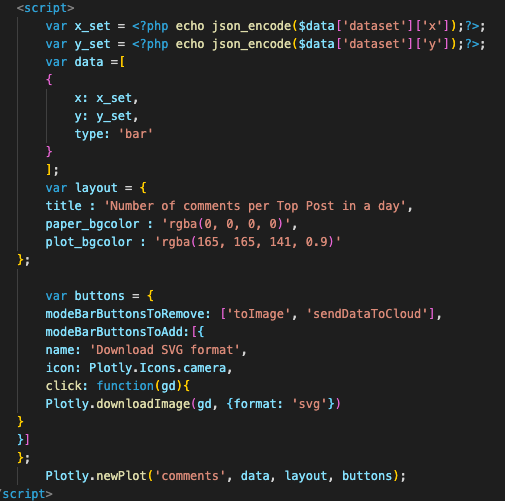 <script>
var x_set = <?php echo json_encode($data['dataset']['x']);?>;
var y_set = <?php echo json_encode($data['dataset']['y']);?>;
var data =[
{
x: x_set,
y: y_set,
type: 'bar'
}
];
var layout = {
title : 'Number of comments per Top Post in a day',
paper_bgcolor : 'rgba(0, 0, 0, 0)',
plot_bgcolor : 'rgba(165, 165, 141, 0.9)'
};
var buttons = {
modeBarButtonsToRemove: ['toImage', 'sendDataToCloud'],
modeBarButtonsToAdd:[{
name: 'Download SVG format',
icon: Plotly.Icons.camera,
click: function(gd){
Plotly.downloadImage(gd, {format: 'svg'})
}
}]
};
Plotly.newPlot('comments', data, layout, buttons);
/script>